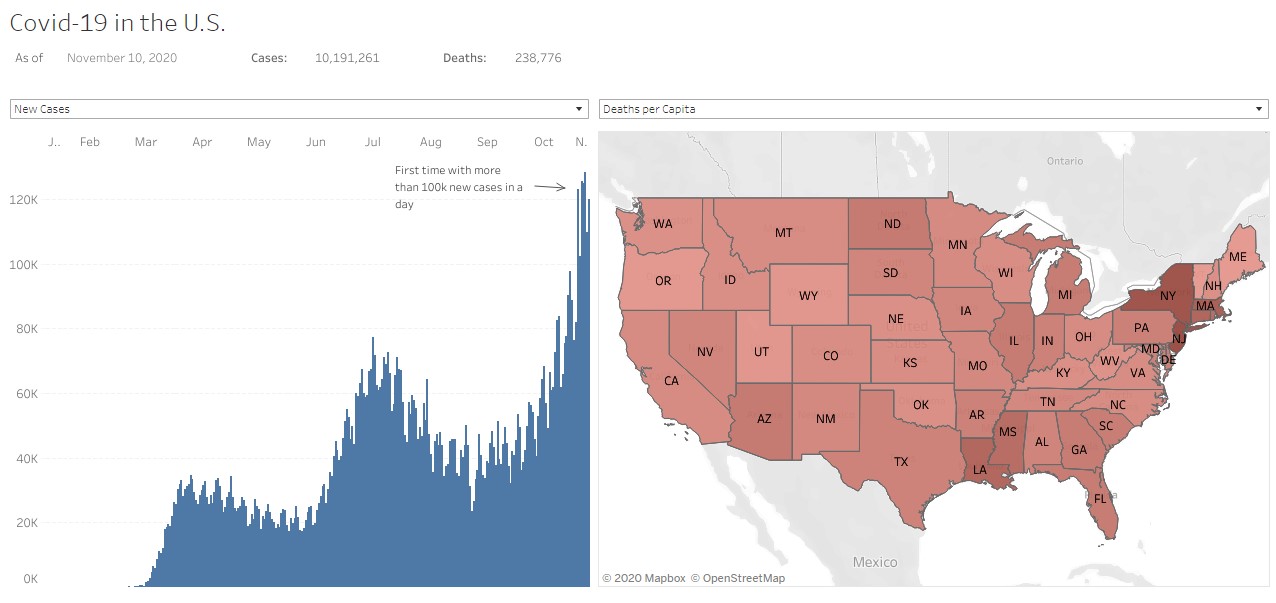 Covid-19 in the U.S.
As of November 10, 2020 Cases: 10,191,261 Deaths: 238,776
New Cases
Deaths per Capita
J.. Feb Mar Apr May Jun Jul Aug Sep Oct N.
First time with more
than 100k new cases in a
day
120K
100K
80K
60K
40K
20K
0K
Ontario
WA MT ND MN ME
OR ID SD WI NH
WY MI NY MA
NE IA PA NJ
NV UT CO IL IN OH MD DE
CA KS MO WV VA
KY
AZ NM OK AR TN NC
MS AL GA SC
TX LA
FL
Mexico
© 2020 Mapbox © OpenStreetMap